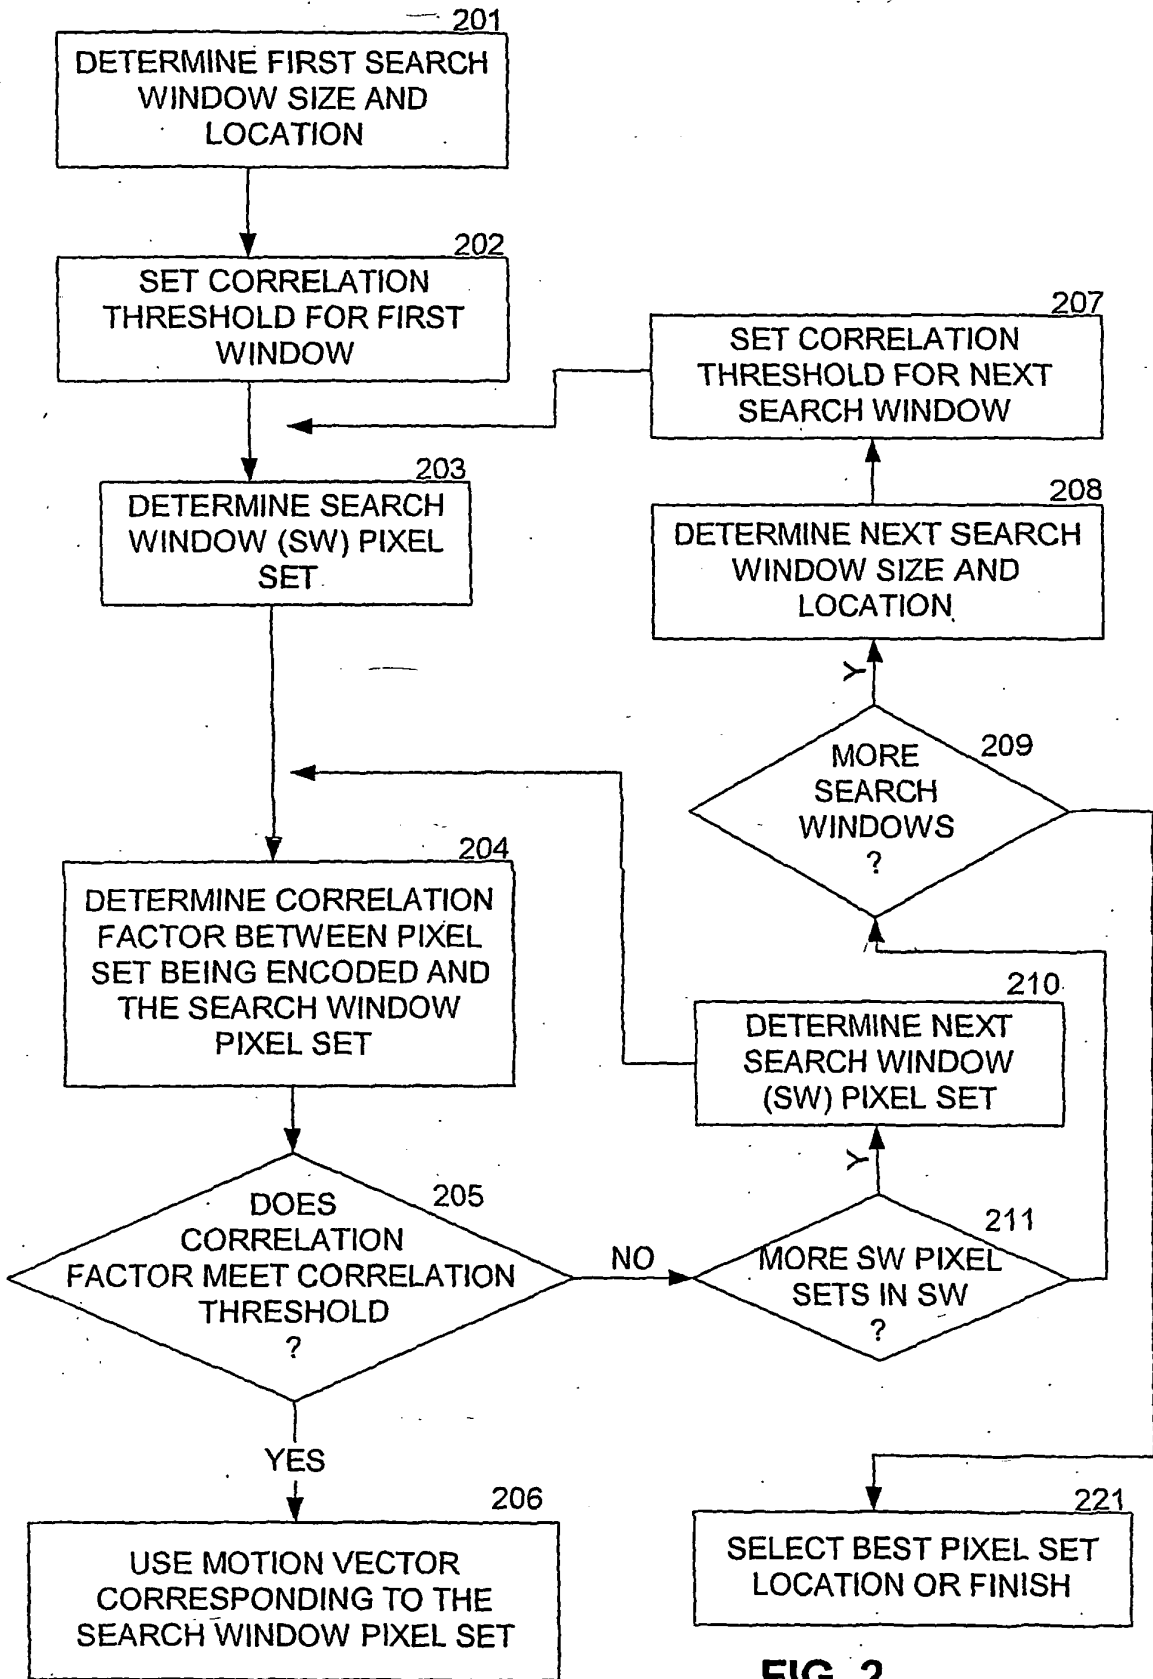 201
DETERMINE FIRST SEARCH
WINDOW SIZE AND
LOCATION
202
SET CORRELATION
THRESHOLD FOR FIRST
WINDOW
203
DETERMINE SEARCH
WINDOW (SW) PIXEL
SET
204
DETERMINE CORRELATION
FACTOR BETWEEN PIXEL
SET BEING ENCODED AND
THE SEARCH WINDOW
PIXEL SET
205
DOES
CORRELATION
FACTOR MEET CORRELATION
THRESHOLD
?
NO
YES
206
USE MOTION VECTOR
CORRESPONDING TO THE
SEARCH WINDOW PIXEL SET
207
SET CORRELATION
THRESHOLD FOR NEXT
SEARCH WINDOW
208
DETERMINE NEXT SEARCH
WINDOW SIZE AND
LOCATION
Y
209
MORE
SEARCH
WINDOWS
?
210
DETERMINE NEXT
SEARCH WINDOW
(SW) PIXEL SET
Y
211
MORE SW PIXEL
SETS IN SW
?
221
SELECT BEST PIXEL SET
LOCATION OR FINISH
FIG. 2